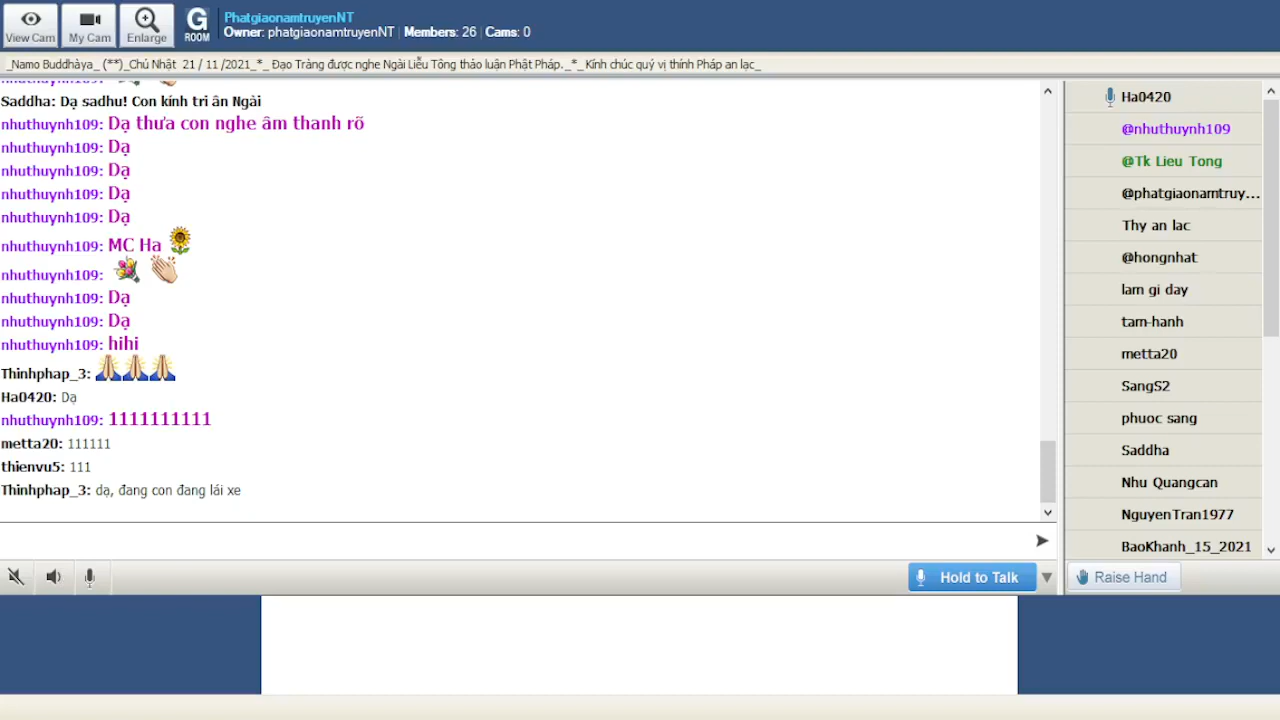 View Cam
My Cam
Enlarge
G ROOM
PhatgiaonamtruyenNT
Owner: phatgiaonamtruyenNT Members: 26 Cams: 0
_Namo Buddhàya_ (**)_Chủ Nhật 21 / 11 /2021_*_ Đạo Tràng được nghe Ngài Liễu Tông thảo luận Phật Pháp._*_Kính chúc quý vị thính Pháp an lạc_
nhuthuynh109:
Saddha: Dạ sadhu! Con kính tri ân Ngài
nhuthuynh109: Dạ thưa con nghe âm thanh rõ
nhuthuynh109: Dạ
nhuthuynh109: Dạ
nhuthuynh109: Dạ
nhuthuynh109: Dạ
nhuthuynh109: MC Ha
nhuthuynh109:
nhuthuynh109: Dạ
nhuthuynh109: Dạ
nhuthuynh109: hihi
Thinhphap_3:
Ha0420: Dạ
nhuthuynh109: 1111111111
metta20: 111111
thienvu5: 111
Thinhphap_3: dạ, đang con đang lái xe
Hold to Talk
Ha0420
@nhuthuynh109
@Tk Lieu Tong
@phatgiaonamtruy...
Thy an lac
@hongnhat
lam gi day
tam-hanh
metta20
SangS2
phuoc sang
Saddha
Nhu Quangcan
NguyenTran1977
BaoKhanh_15_2021
Raise Hand